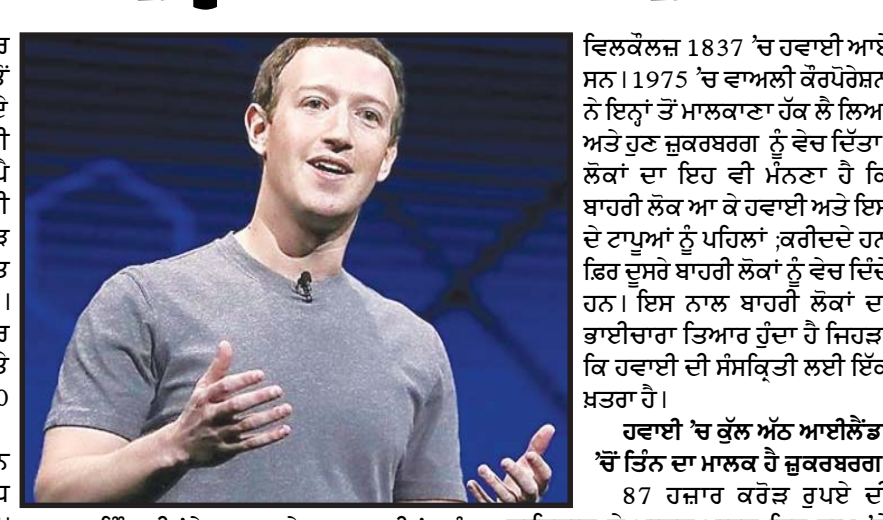 ਵਿਲਕੌਲਜ਼ 1837 ’ਚ ਹਵਾਈ ਆਏ
ਸਨ।1975 ’ਚ ਵਾਅਲੀ ਕੌਰਪੋਰੇਸ਼ਨ
ਨੇ ਇਨ੍ਹਾਂ ਤੋਂ ਮਾਲਕਾਣਾ ਹੱਕ ਲੈ ਲਿਆ
ਅਤੇ ਹੁਣ ਜ਼ੁਕਰਬਰਗ ਨੂੰ ਵੇਚ ਦਿੱਤਾ
ਲੋਕਾਂ ਦਾ ਇਹ ਵੀ ਮੰਨਣਾ ਹੈ ਕਿ
ਬਾਹਰੀ ਲੋਕ ਆ ਕੇ ਹਵਾਈ ਅਤੇ ਇਸ
ਦੇ ਟਾਪੂਆਂ ਨੂੰ ਪਹਿਲਾਂ ;ਕਰੀਦਦੇ ਹਨ
ਫ਼ਿਰ ਦੂਸਰੇ ਬਾਹਰੀ ਲੋਕਾਂ ਨੂੰ ਵੇਚ ਦਿੰਦੇ
ਹਨ। ਇਸ ਨਾਲ ਬਾਹਰੀ ਲੋਕਾਂ ਦਾ
ਭਾਈਚਾਰਾ ਤਿਆਰ ਹੁੰਦਾ ਹੈ ਜਿਹੜਾ
ਕਿ ਹਵਾਈ ਦੀ ਸੰਸਕ੍ਰਿਤੀ ਲਈ ਇੱਕ
ਖ਼ਤਰਾ ਹੈ।
ਹਵਾਈ ’ਚ ਕੁੱਲ ਅੱਠ ਆਈਲੈਂਡ
’ਚੋਂ ਤਿੰਨ ਦਾ ਮਾਲਕ ਹੈ ਜ਼ੁਕਰਬਰਗ
87 ਹਜ਼ਾਰ ਕਰੋੜ ਰੁਪਏ ਦੀ